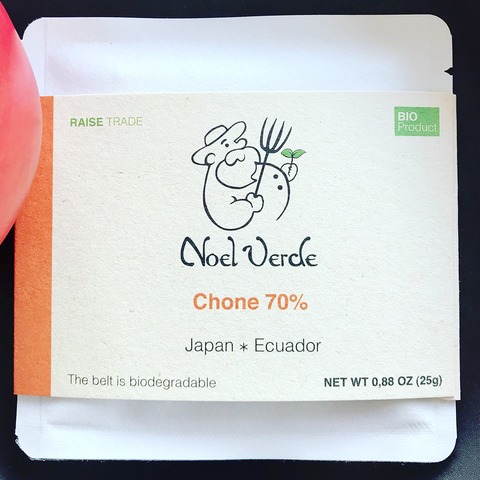 RAISE TRADE
BIO
Product
Noel Verde
Chone 70%
Japan * Ecuador
The belt is biodegradable
NET WT 0,88 OZ (25g)